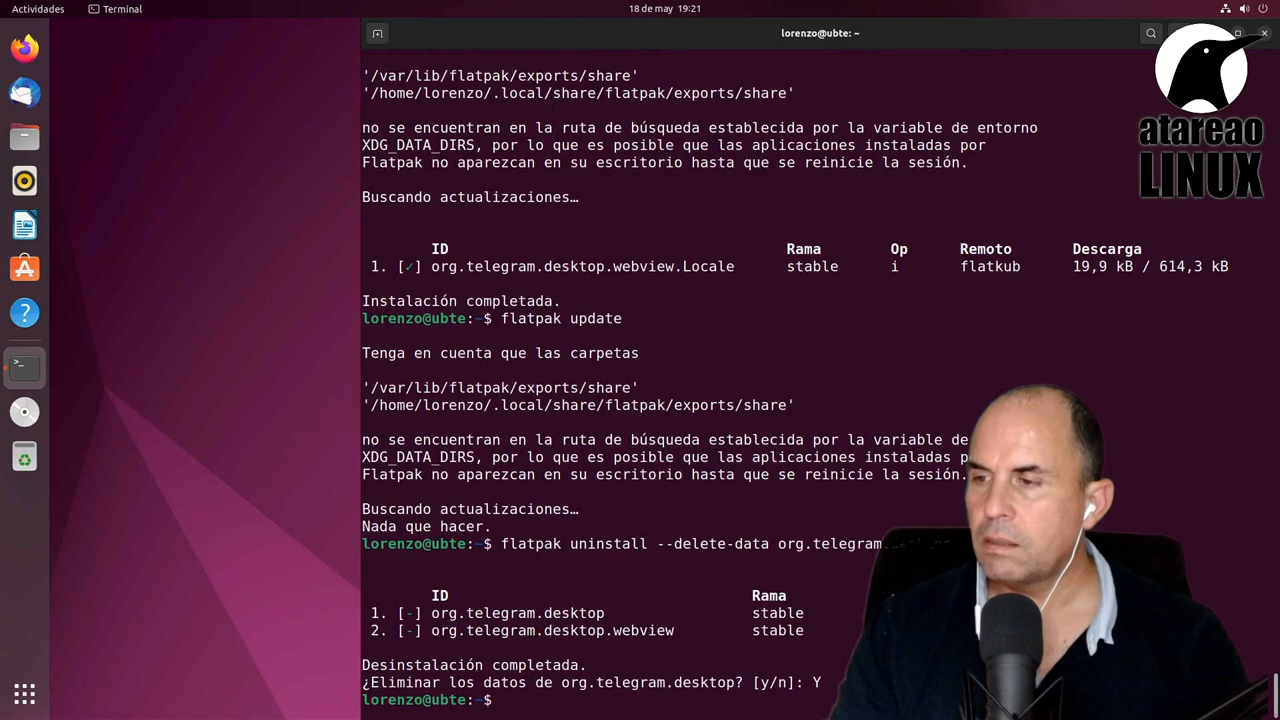 Actividades Terminal 18 de may 19:21
lorenzo@ubte: ~
atareao
LINUX
'/var/lib/flatpak/exports/share'
'/home/lorenzo/.local/share/flatpak/exports/share'
no se encuentran en la ruta de búsqueda establecida por la variable de entorno
XDG_DATA_DIRS, por lo que es posible que las aplicaciones instaladas por
Flatpak no aparezcan en su escritorio hasta que se reinicie la sesión.
Buscando actualizaciones…
ID Rama Op Remoto Descarga
1. [✓] org.telegram.desktop.webview.Locale stable i flatkub 19,9 kB / 614,3 kB
Instalación completada.
lorenzo@ubte:~$ flatpak update
Tenga en cuenta que las carpetas
'/var/lib/flatpak/exports/share'
'/home/lorenzo/.local/share/flatpak/exports/share'
no se encuentran en la ruta de búsqueda establecida por la variable de
XDG_DATA_DIRS, por lo que es posible que las aplicaciones instaladas
Flatpak no aparezcan en su escritorio hasta que se reinicie la sesión.
Buscando actualizaciones…
Nada que hacer.
lorenzo@ubte:~$ flatpak uninstall --delete-data org.telegram.
ID Rama
1. [-] org.telegram.desktop stable
2. [-] org.telegram.desktop.webview stable
Desinstalación completada.
¿Eliminar los datos de org.telegram.desktop? [y/n]: Y
lorenzo@ubte:~$